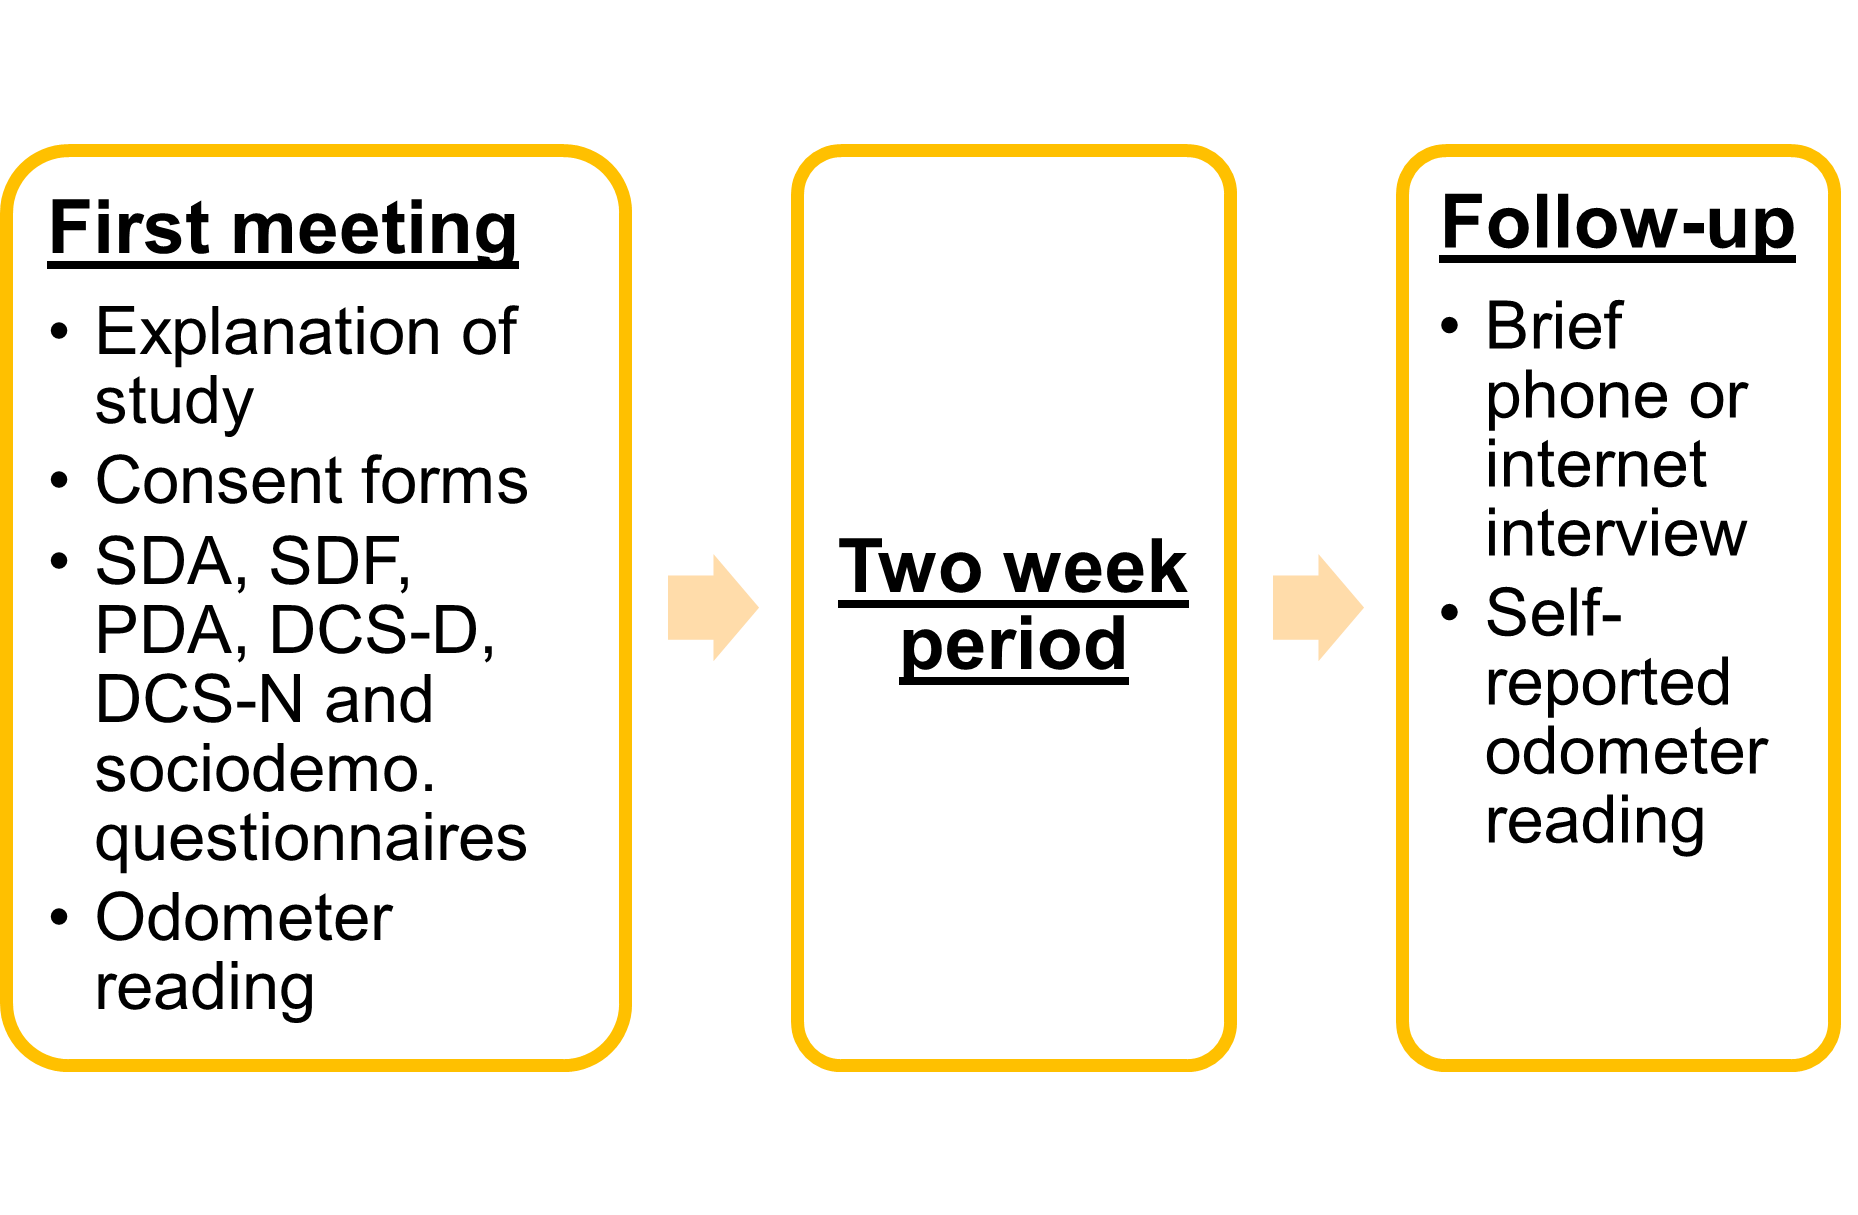 First meeting
• Explanation of
study
• Consent forms
• SDA, SDF,
PDA, DCS-D,
DCS-N and
sociodemo.
questionnaires
• Odometer
reading
Two week
period
Follow-up
• Brief
phone or
internet
interview
• Self-
reported
odometer
reading